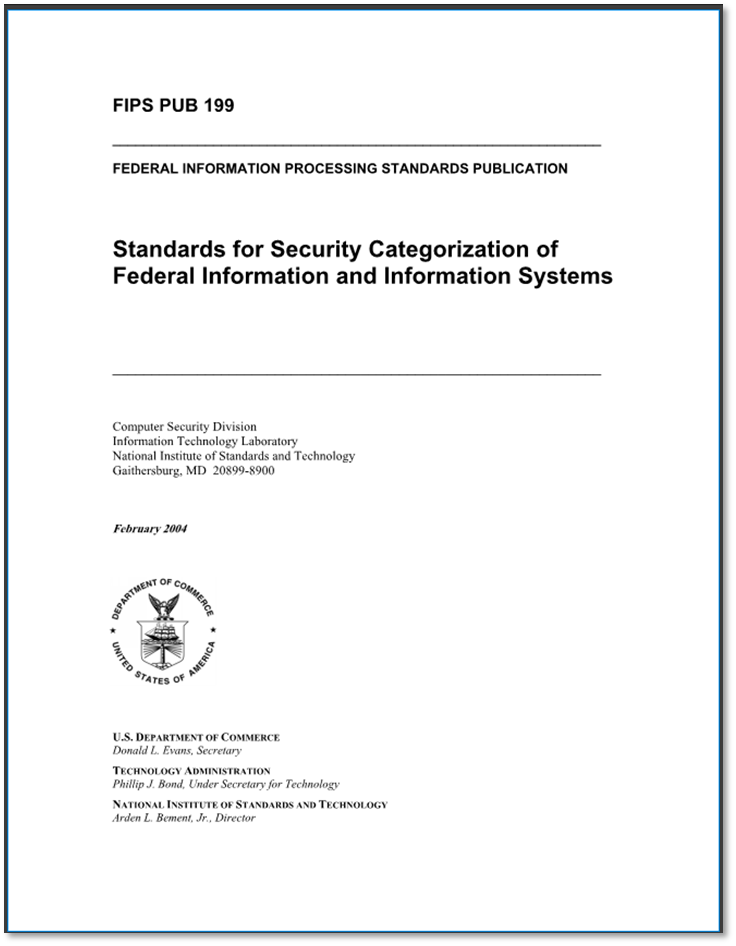 FIPS PUB 199
FEDERAL INFORMATION PROCESSING STANDARDS PUBLICATION
Standards for Security Categorization of
Federal Information and Information Systems
Computer Security Division
Information Technology Laboratory
National Institute of Standards and Technology
Gaithersburg, MD 20899-8900
February 2004
DEPARTMENT OF COMMERCE
UNITED STATES OF AMERICA
U.S. DEPARTMENT OF COMMERCE
Donald L. Evans, Secretary
TECHNOLOGY ADMINISTRATION
Phillip J. Bond, Under Secretary for Technology
NATIONAL INSTITUTE OF STANDARDS AND TECHNOLOGY
Arden L. Bement, Jr., Director